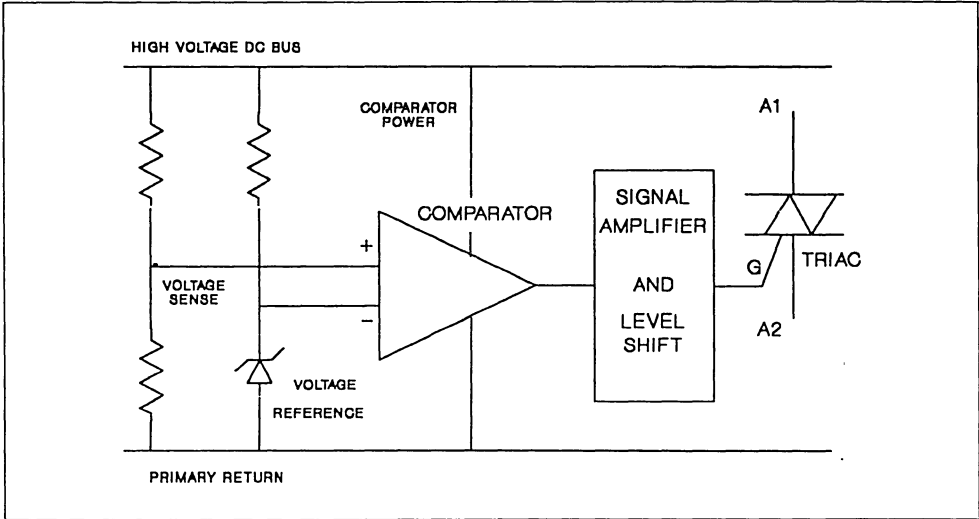 HIGH VOLTAGE DC BUS
COMPARATOR
POWER
A1
COMPARATOR
SIGNAL
AMPLIFIER
AND
LEVEL
SHIFT
+
−
VOLTAGE
SENSE
G
TRIAC
A2
VOLTAGE
REFERENCE
PRIMARY RETURN